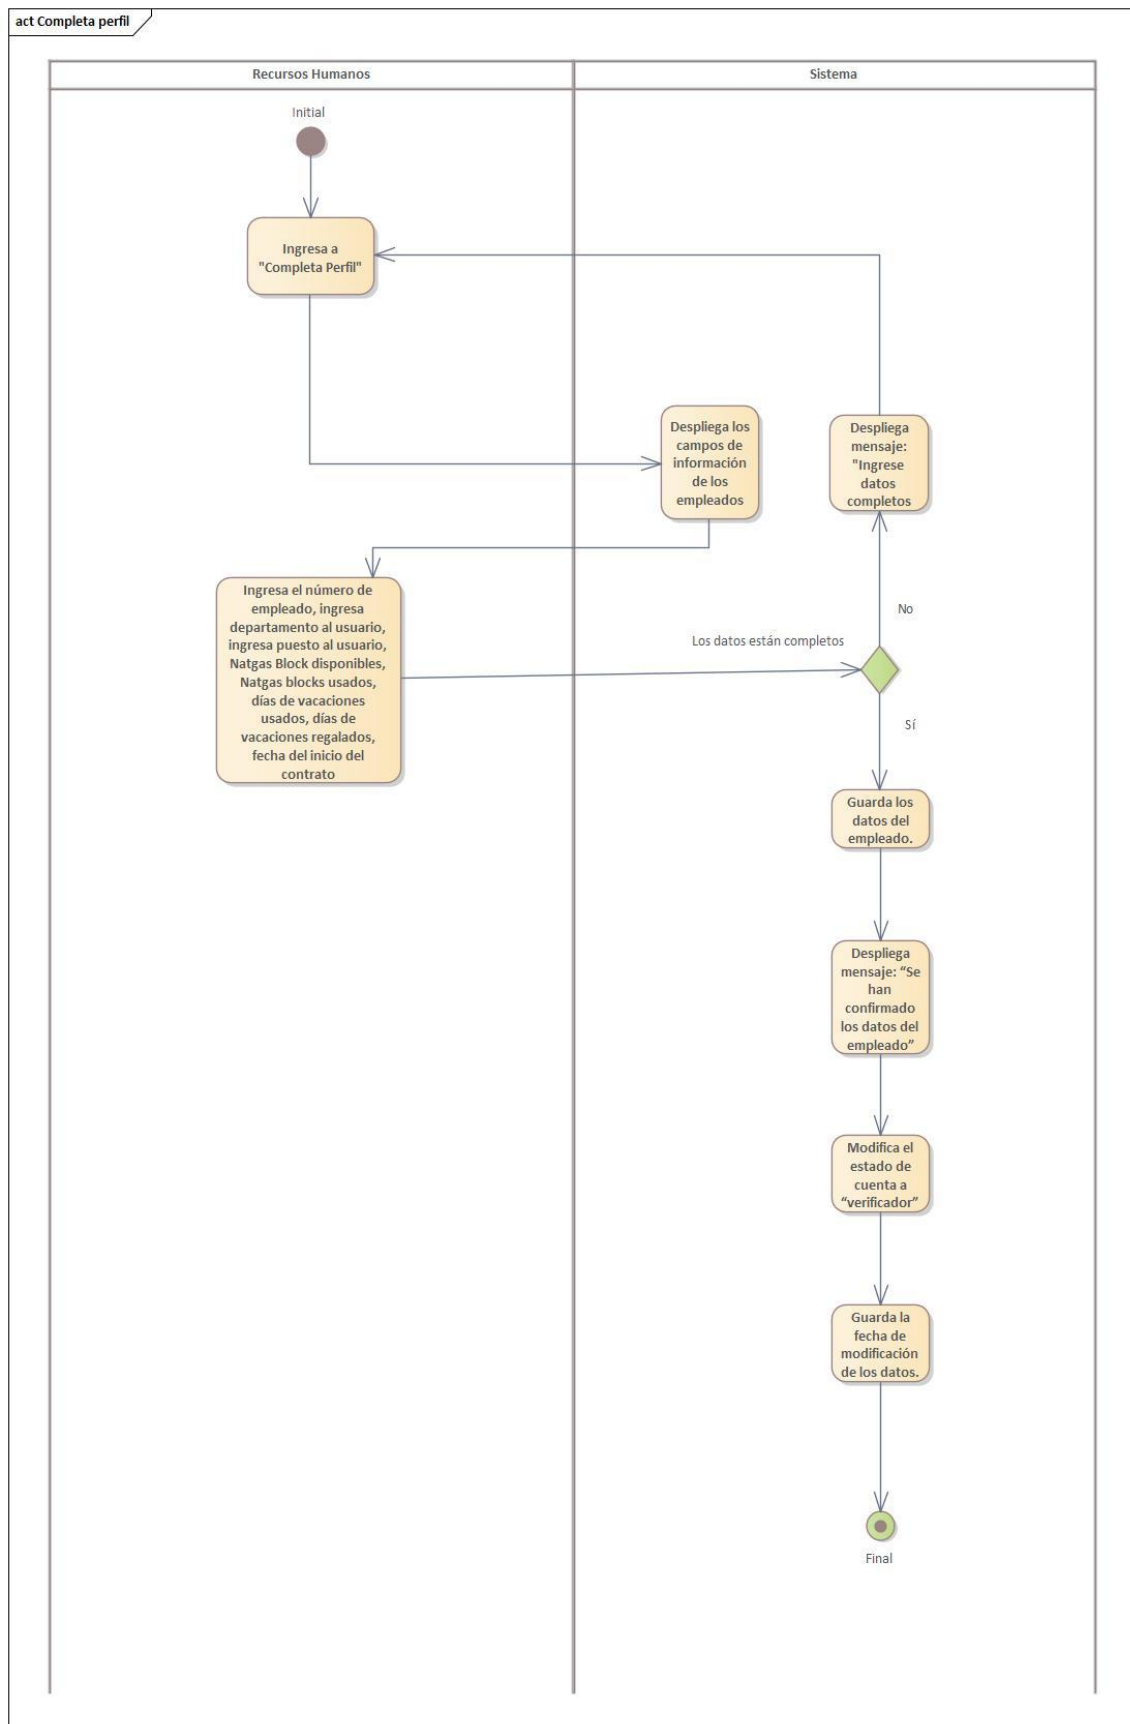 act Completa perfil
Recursos Humanos
Sistema
Initial
Ingresa a
"Completa Perfil"
Despliega los
campos de
información
de los
empleados
Despliega
mensaje:
"Ingrese
datos
completos
Ingresa el número de
empleado, ingresa
departamento al usuario,
ingresa puesto al usuario,
Natgas Block disponibles,
Natgas blocks usados,
días de vacaciones
usados, días de
vacaciones regalados,
fecha del inicio del
contrato
No
Los datos están completos
Sí
Guarda los
datos del
empleado.
Despliega
mensaje: “Se
han
confirmado
los datos del
empleado”
Modifica el
estado de
cuenta a
“verificador”
Guarda la
fecha de
modificación
de los datos.
Final